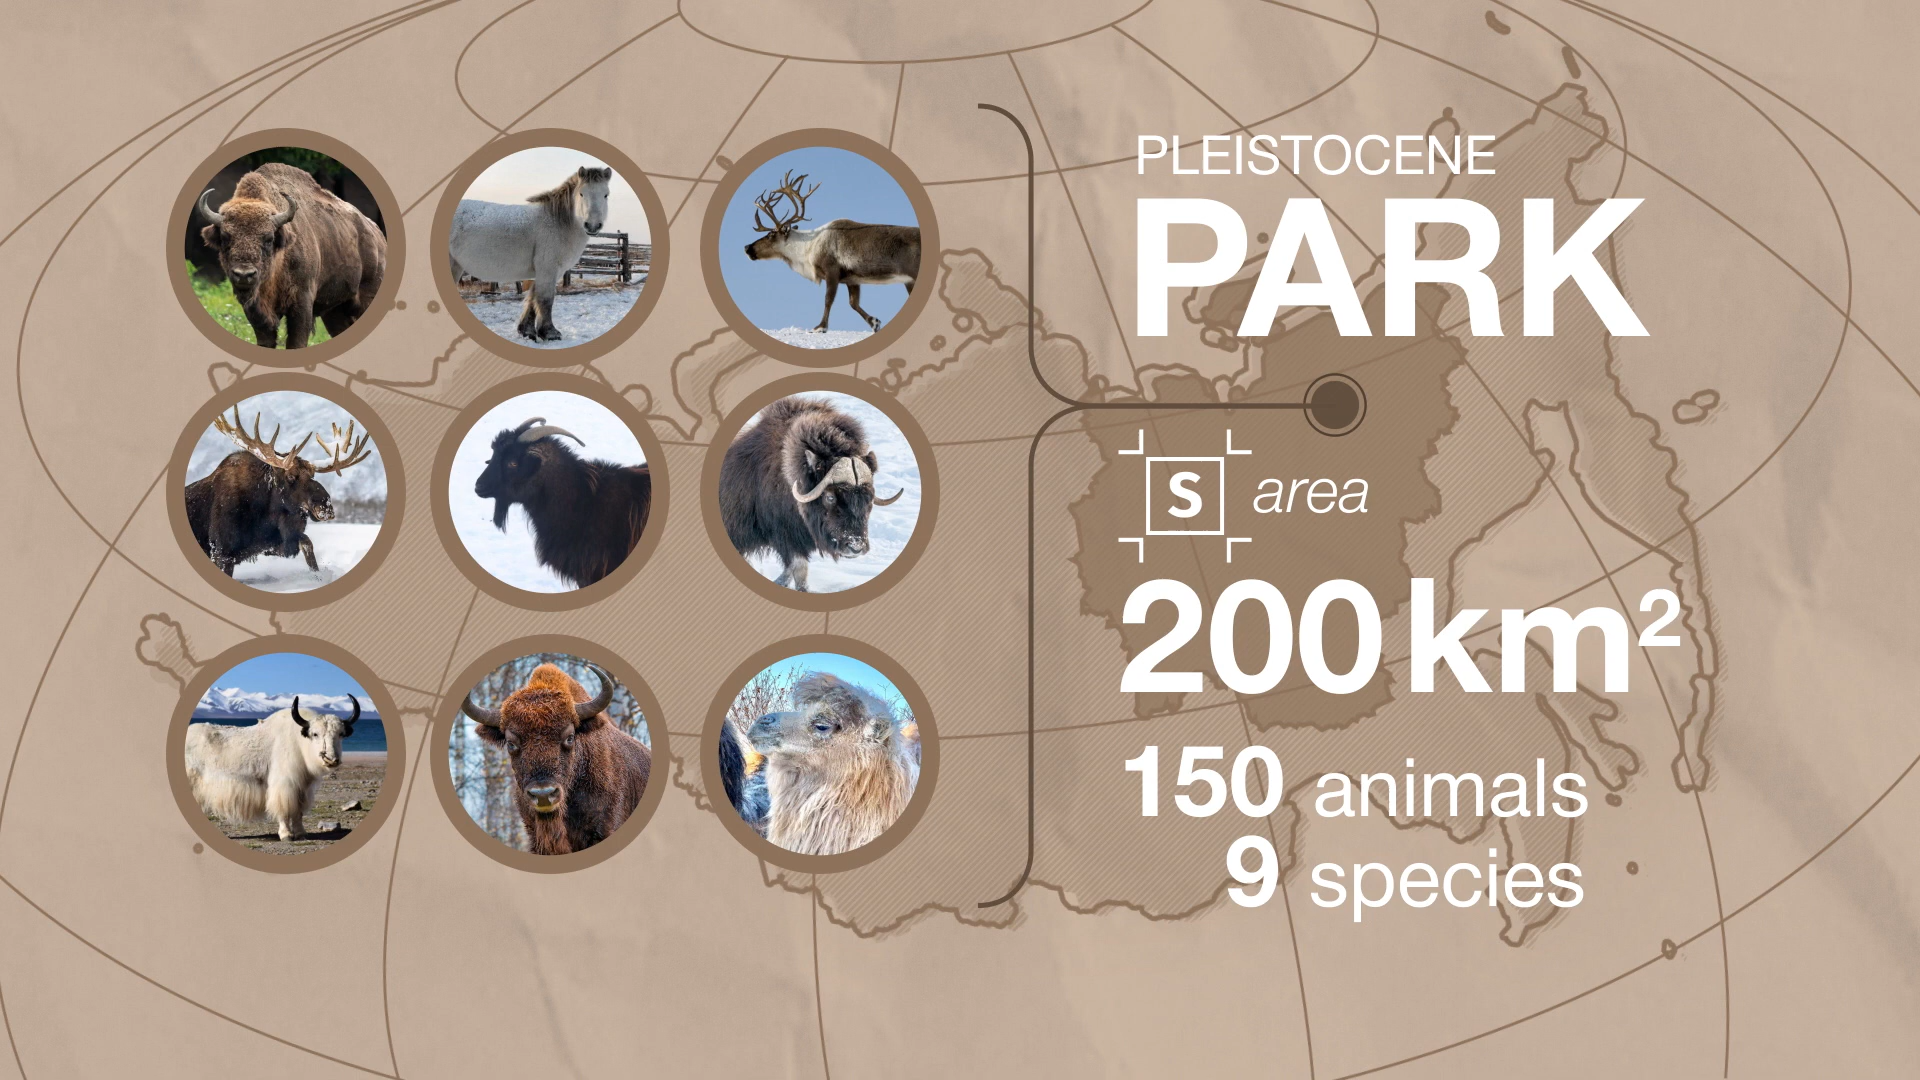 PLEISTOCENE
PARK
S area
200 km²
150 animals
9 species